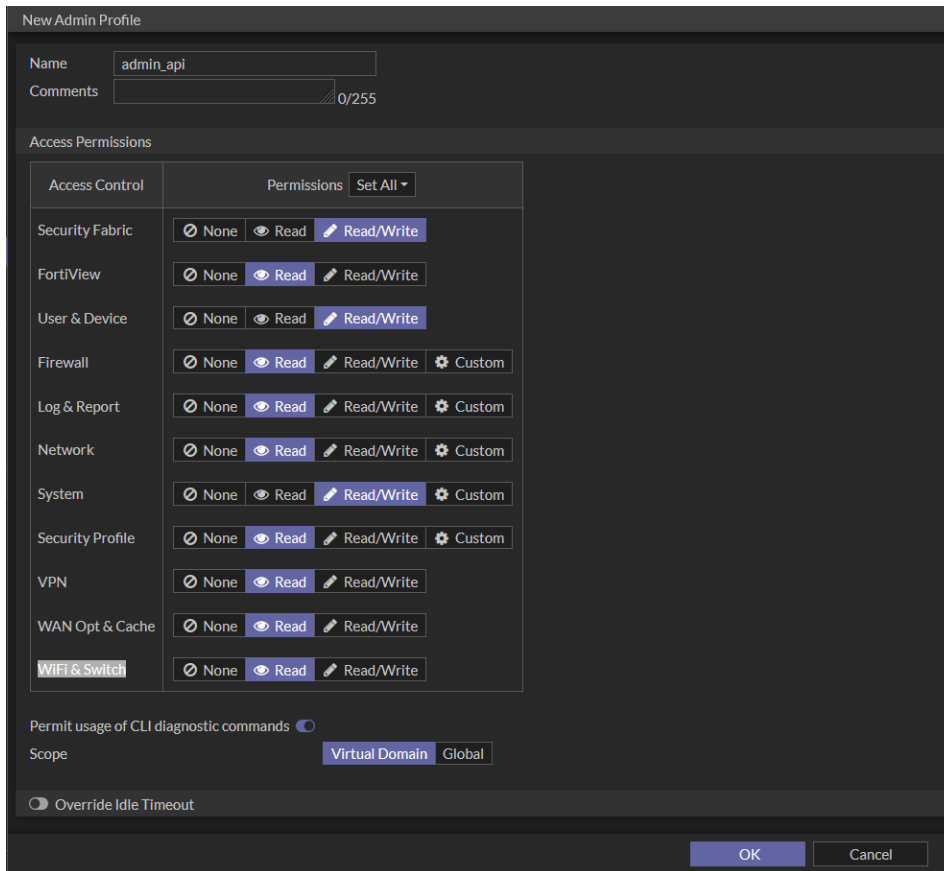 New Admin Profile
Name admin_api
Comments 0/255
Access Permissions
Access Control Permissions Set All
Security Fabric None Read Read/Write
FortiView None Read Read/Write
User & Device None Read Read/Write
Firewall None Read Read/Write Custom
Log & Report None Read Read/Write Custom
Network None Read Read/Write Custom
System None Read Read/Write Custom
Security Profile None Read Read/Write Custom
VPN None Read Read/Write
WAN Opt & Cache None Read Read/Write
WiFi & Switch None Read Read/Write
Permit usage of CLI diagnostic commands
Scope Virtual Domain Global
Override Idle Timeout
OK Cancel